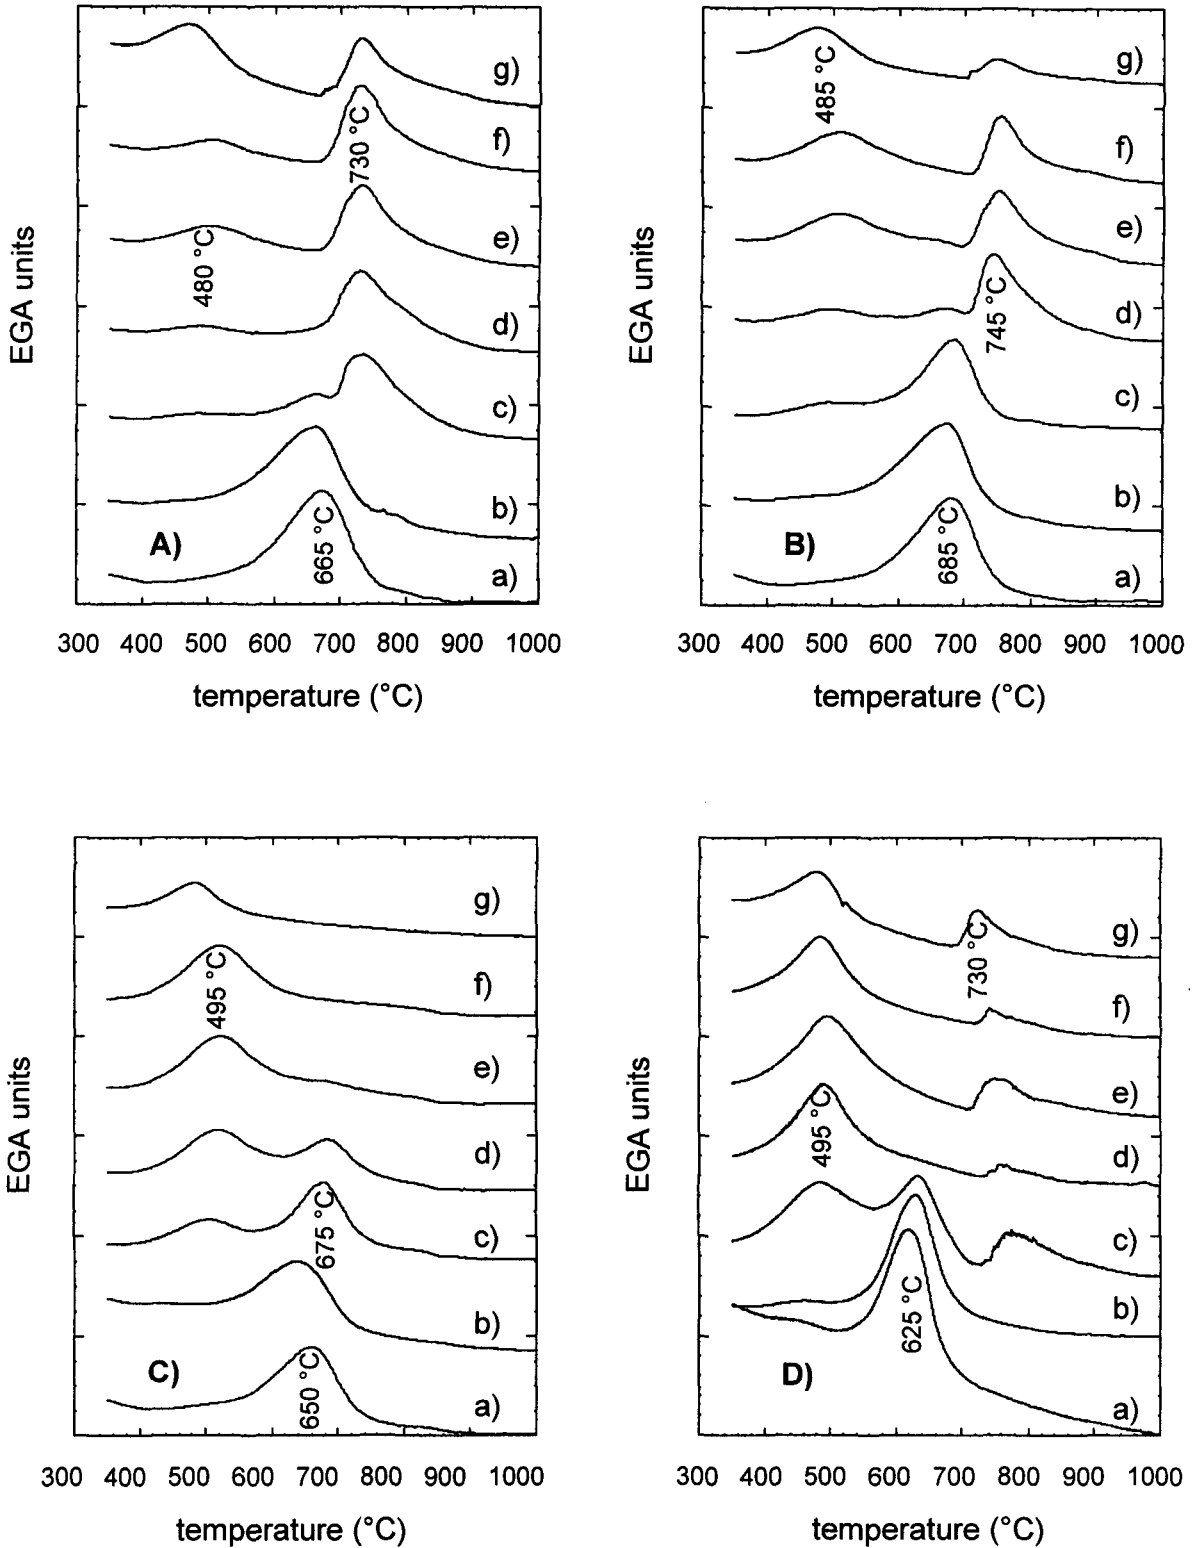 g)
f)
730 °C
e)
480 °C
d)
c)
b)
A)
665 °C
a)
EGA units
300 400 500 600 700 800 900 1000
temperature (°C)
g)
485 °C
f)
e)
d)
745 °C
c)
b)
B)
685 °C
a)
EGA units
300 400 500 600 700 800 900 1000
temperature (°C)
g)
f)
495 °C
e)
d)
c)
675 °C
b)
C)
650 °C
a)
EGA units
300 400 500 600 700 800 900 1000
temperature (°C)
g)
730 °C
f)
e)
d)
495 °C
c)
b)
625 °C
D)
a)
EGA units
300 400 500 600 700 800 900 1000
temperature (°C)